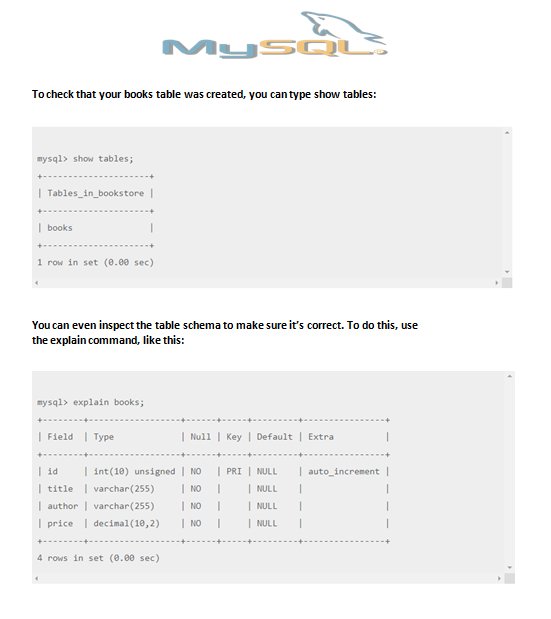 MySQL
To check that your books table was created, you can type show tables:
mysql> show tables;
+--------------------+
| Tables_in_bookstore |
+--------------------+
| books |
+--------------------+
1 row in set (0.00 sec)
You can even inspect the table schema to make sure it's correct. To do this, use
the explain command, like this:
mysql> explain books;
+--------+------------------+------+-----+---------+----------------+
| Field | Type | Null | Key | Default | Extra |
+--------+------------------+------+-----+---------+----------------+
| id | int(10) unsigned | NO | PRI | NULL | auto_increment |
| title | varchar(255) | NO | | NULL | |
| author | varchar(255) | NO | | NULL | |
| price | decimal(10,2) | NO | | NULL | |
+--------+------------------+------+-----+---------+----------------+
4 rows in set (0.00 sec)